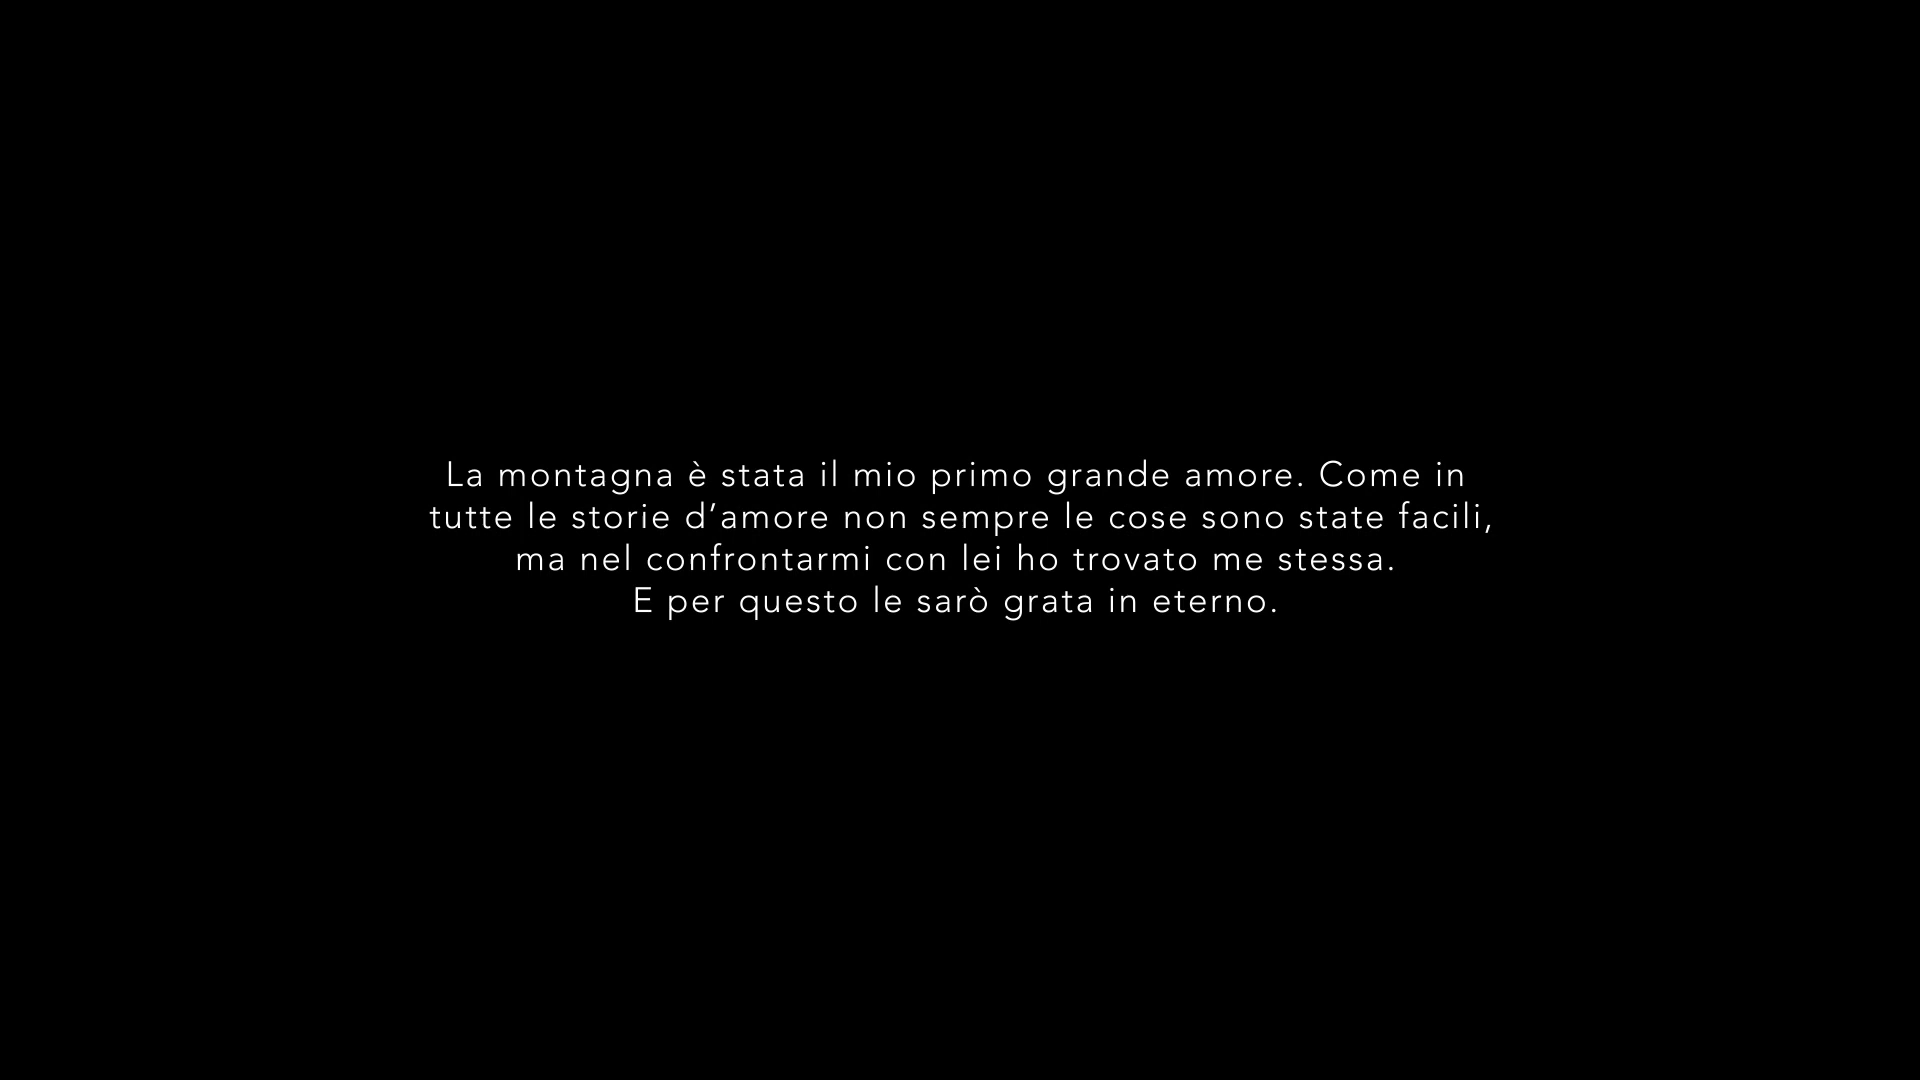 La montagna è stata il mio primo grande amore. Come in
tutte le storie d’amore non sempre le cose sono state facili,
ma nel confrontarmi con lei ho trovato me stessa.
E per questo le sarò grata in eterno.